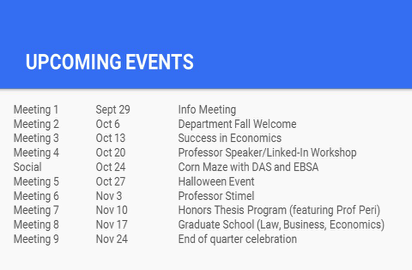 UPCOMING EVENTS
Meeting 1 Sept 29 Info Meeting
Meeting 2 Oct 6 Department Fall Welcome
Meeting 3 Oct 13 Success in Economics
Meeting 4 Oct 20 Professor Speaker/Linked-In Workshop
Social Oct 24 Corn Maze with DAS and EBSA
Meeting 5 Oct 27 Halloween Event
Meeting 6 Nov 3 Professor Stimel
Meeting 7 Nov 10 Honors Thesis Program (featuring Prof Peri)
Meeting 8 Nov 17 Graduate School (Law, Business, Economics)
Meeting 9 Nov 24 End of quarter celebration